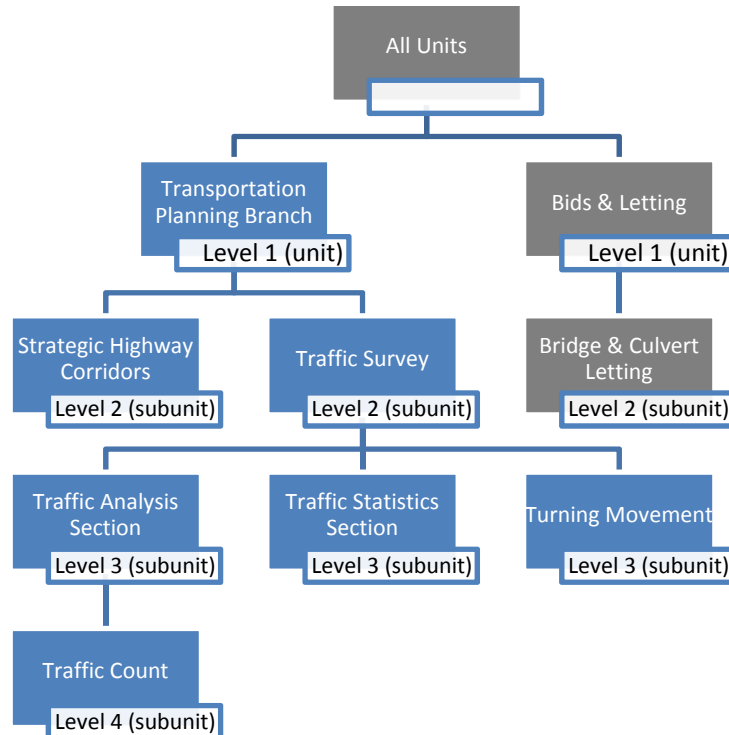 All Units
Transportation
Planning Branch
Level 1 (unit)
Bids & Letting
Level 1 (unit)
Strategic Highway
Corridors
Level 2 (subunit)
Traffic Survey
Level 2 (subunit)
Bridge & Culvert
Letting
Level 2 (subunit)
Traffic Analysis
Section
Level 3 (subunit)
Traffic Statistics
Section
Level 3 (subunit)
Turning Movement
Level 3 (subunit)
Traffic Count
Level 4 (subunit)